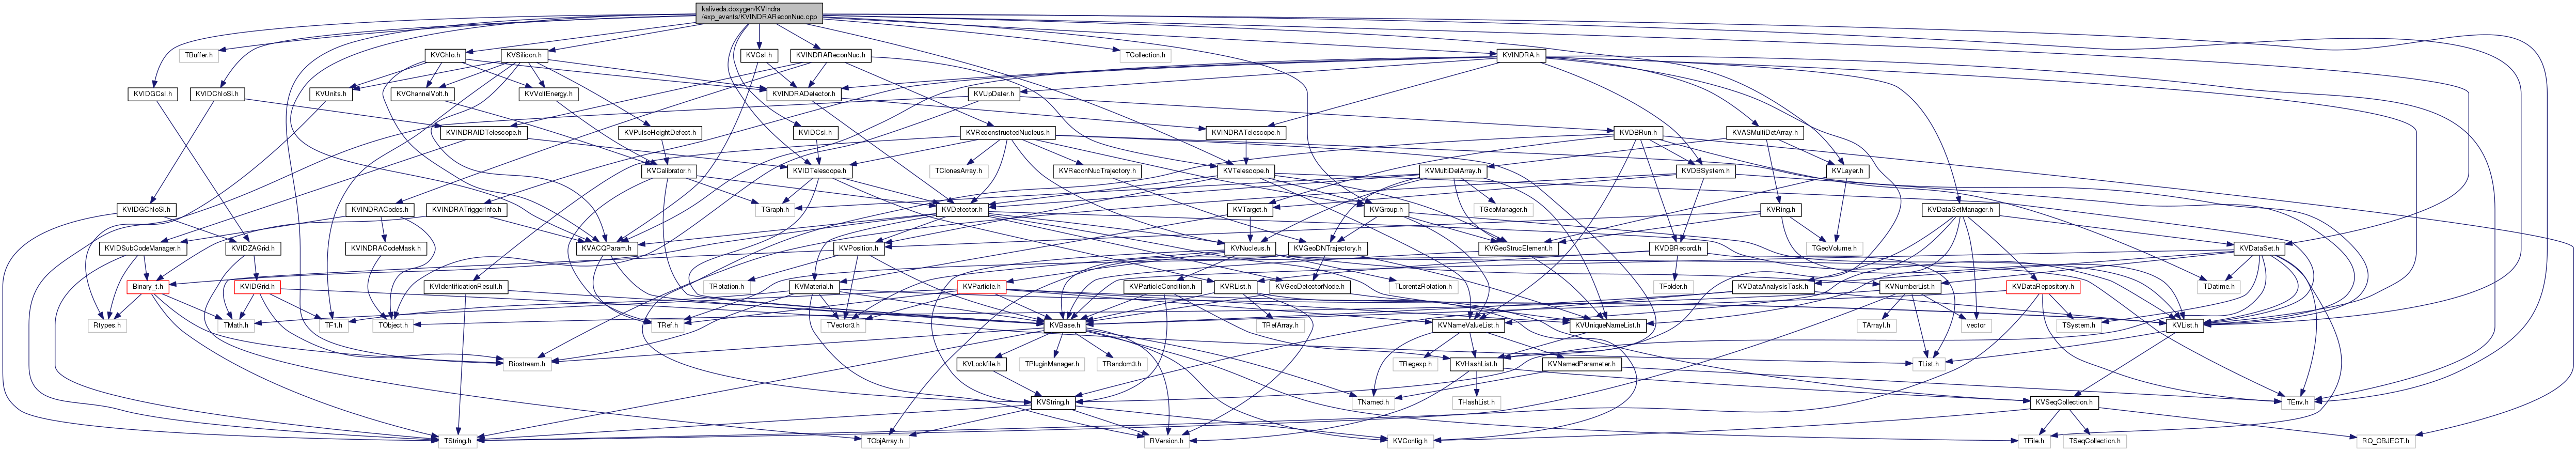 kaliveda.doxygen/KVIndra
/exp_events/KVINDRAReconNuc.cpp
TBuffer.h
KVChIo.h
KVSilicon.h
KVCsI.h
KVINDRAReconNuc.h
TCollection.h
KVINDRA.h
KVIDGCsI.h
KVIDChIoSi.h
KVUnits.h
KVChannelVolt.h
KVVoltEnergy.h
KVINDRADetector.h
KVUpDater.h
KVINDRAIDTelescope.h
KVPulseHeightDefect.h
KVIDCsI.h
KVReconstructedNucleus.h
KVINDRATelescope.h
KVDBRun.h
KVASMultiDetArray.h
KVCalibrator.h
KVIDTelescope.h
TClonesArray.h
KVReconNucTrajectory.h
KVTelescope.h
KVMultiDetArray.h
KVDBSystem.h
KVLayer.h
KVIDGChIoSi.h
KVINDRACodes.h
KVINDRATriggerInfo.h
TGraph.h
KVDetector.h
KVTarget.h
KVGroup.h
TGeoManager.h
KVRing.h
KVDataSetManager.h
KVIDSubCodeManager.h
KVIDZAGrid.h
KVINDRACodeMask.h
KVACQParam.h
KVPosition.h
KVNucleus.h
KVGeoDNTrajectory.h
KVGeoStrucElement.h
KVDBRecord.h
TGeoVolume.h
KVDataSet.h
Binary_t.h
KVIDGrid.h
KVIdentificationResult.h
TRotation.h
KVMaterial.h
KVParticle.h
KVParticleCondition.h
KVRList.h
KVGeoDetectorNode.h
TLorentzRotation.h
TFolder.h
KVDataAnalysisTask.h
KVNumberList.h
KVDataRepository.h
TDatime.h
Rtypes.h
TMath.h
TF1.h
TObject.h
TRef.h
TVector3.h
KVBase.h
TRefArray.h
KVNameValueList.h
KVUniqueNameList.h
TArrayI.h
vector
TSystem.h
KVList.h
Riostream.h
KVLockfile.h
TPluginManager.h
TRandom3.h
TRegexp.h
KVHashList.h
KVNamedParameter.h
TList.h
KVString.h
TNamed.h
THashList.h
KVSeqCollection.h
TEnv.h
TString.h
TObjArray.h
RVersion.h
KVConfig.h
TFile.h
TSeqCollection.h
RQ_OBJECT.h